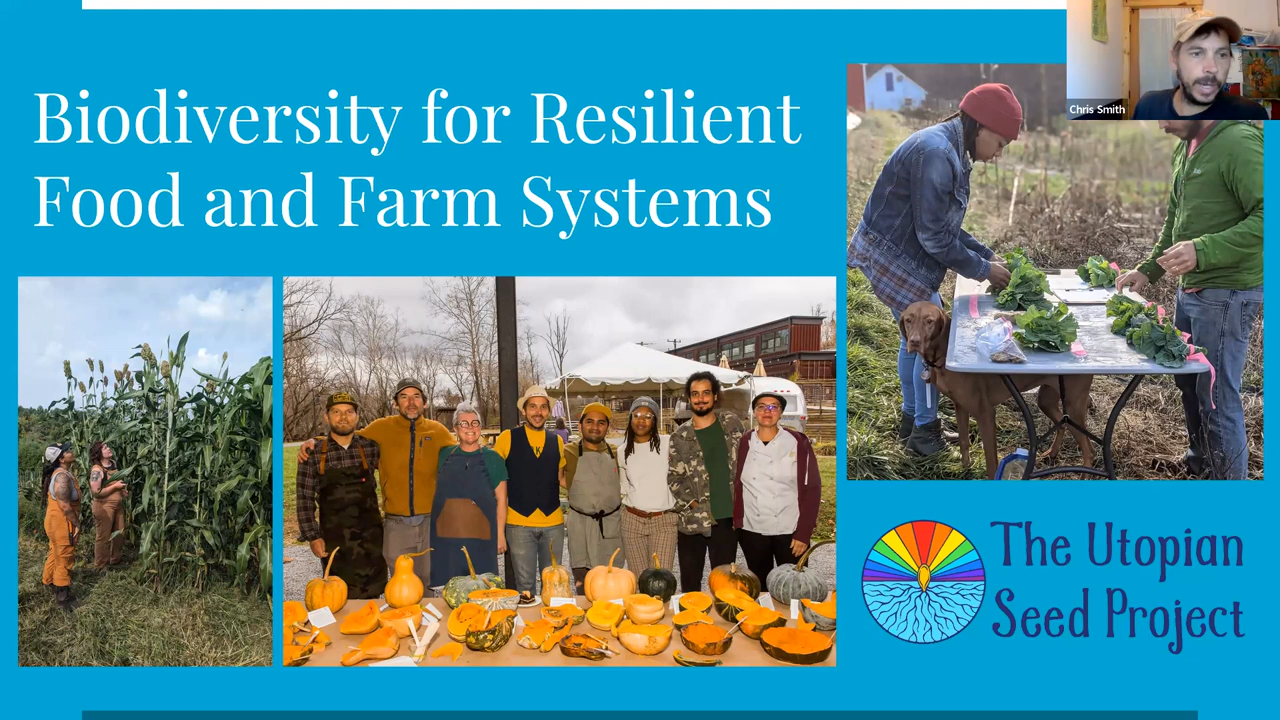 Biodiversity for Resilient
Food and Farm Systems
Chris Smith
The Utopian
Seed Project